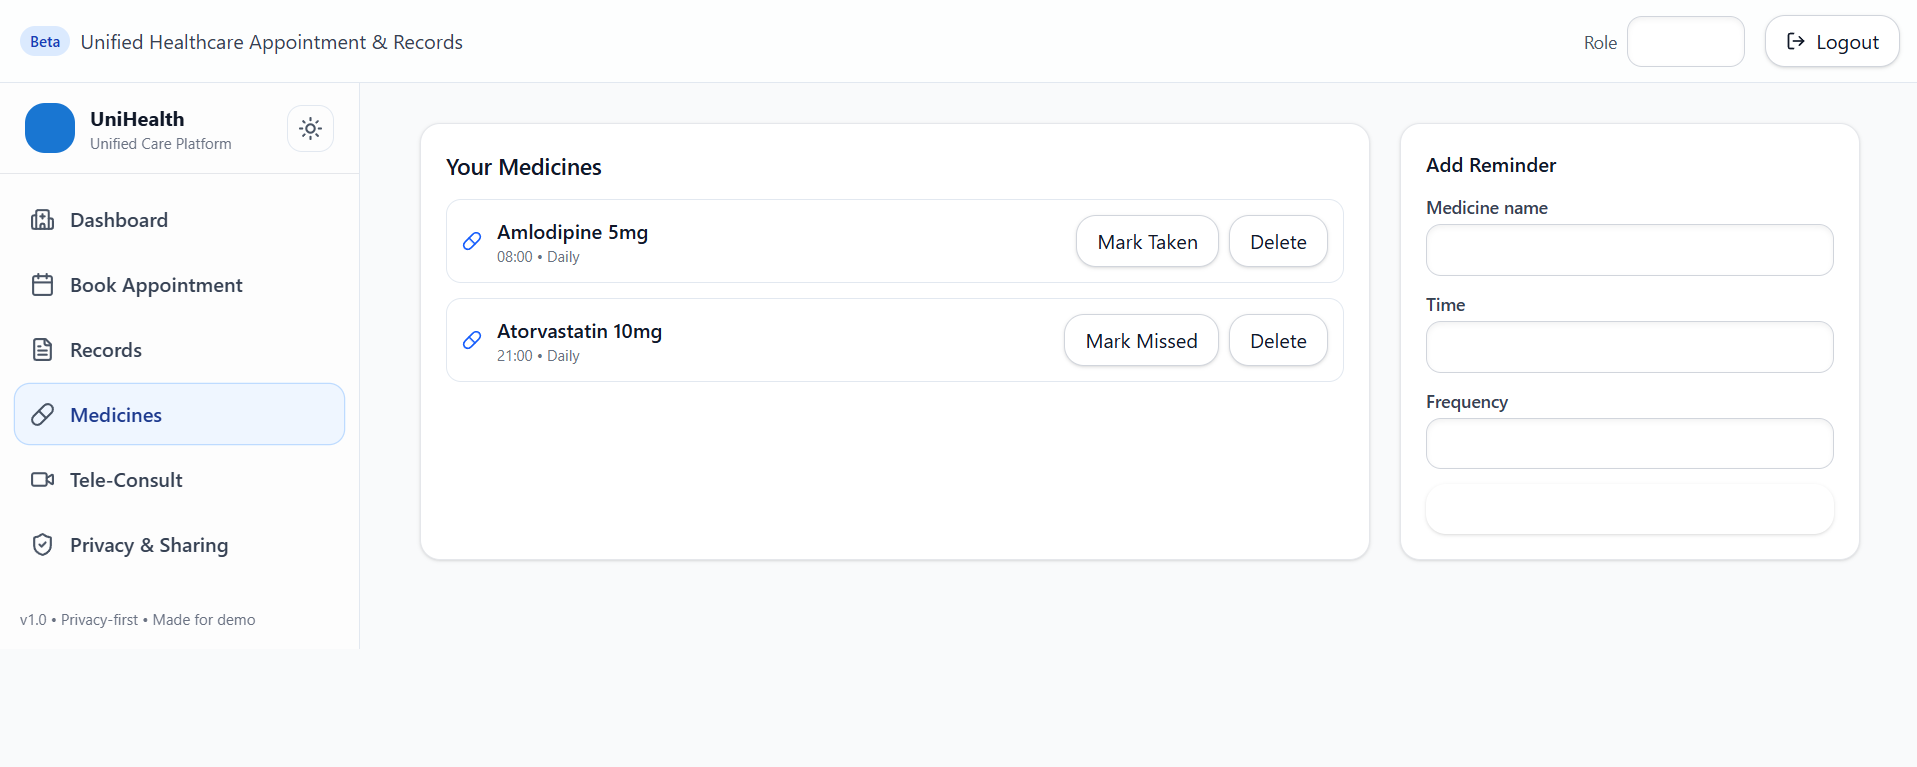 Beta Unified Healthcare Appointment & Records
Role
Logout
UniHealth
Unified Care Platform
Dashboard
Book Appointment
Records
Medicines
Tele-Consult
Privacy & Sharing
v1.0 • Privacy-first • Made for demo
Your Medicines
Amlodipine 5mg
08:00 • Daily
Mark Taken
Delete
Atorvastatin 10mg
21:00 • Daily
Mark Missed
Delete
Add Reminder
Medicine name
Time
Frequency